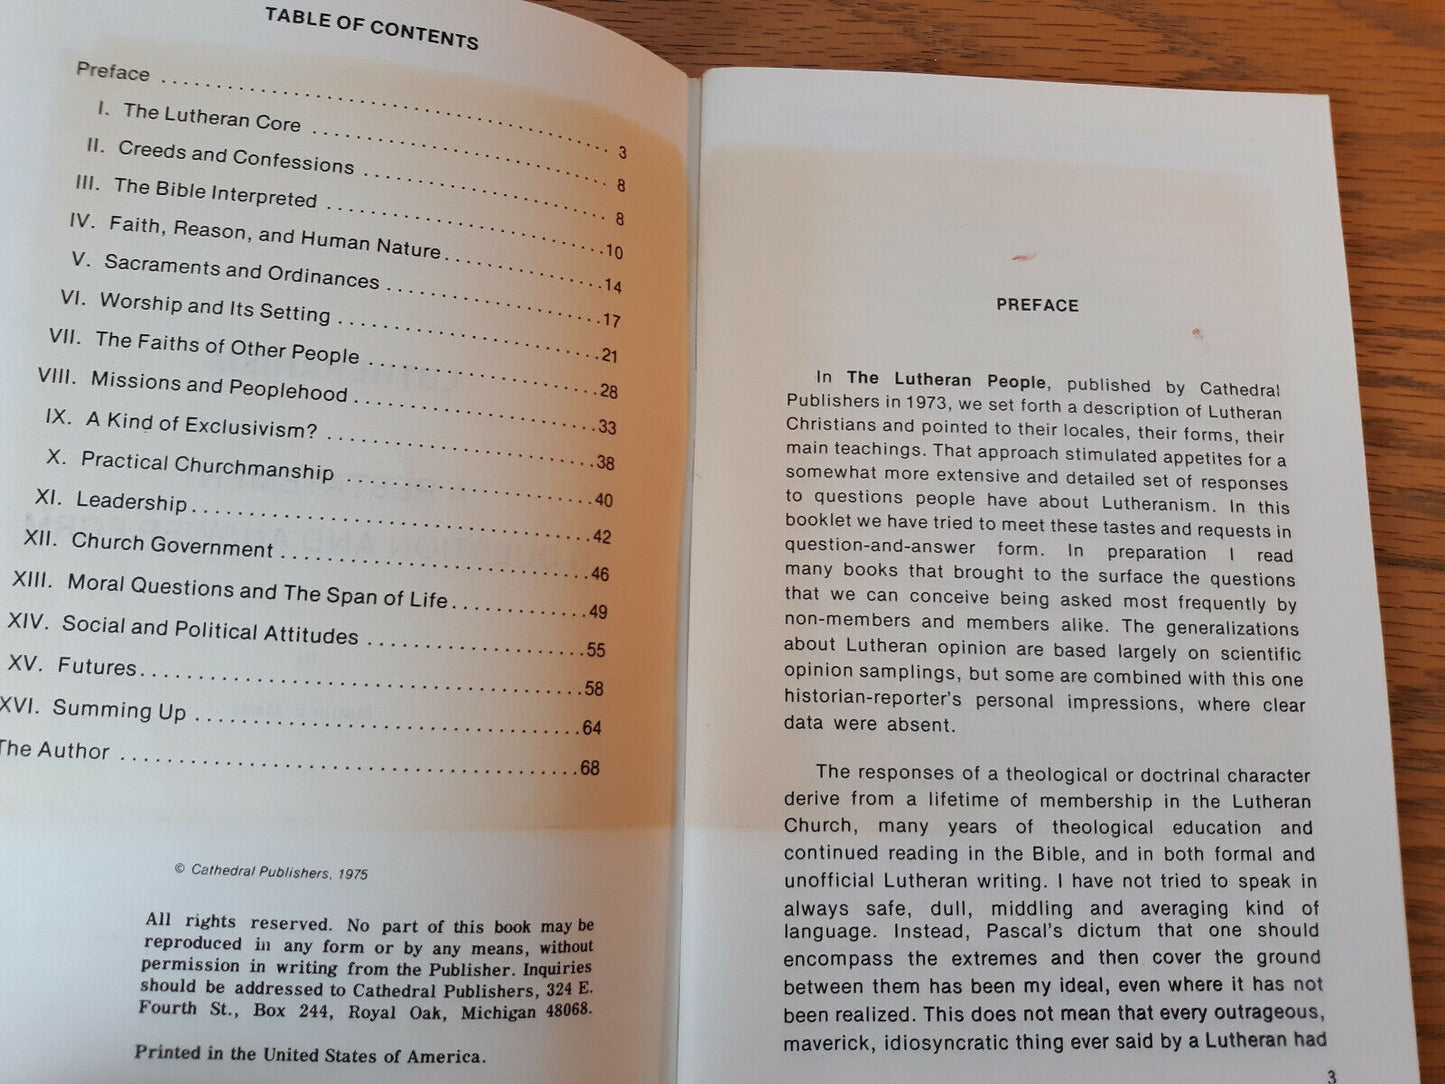 TABLE OF CONTENTS
Preface . . . . . . . . . . . . . . . . . . . . 3
I. The Lutheran Core . . . . . . . . . . . . . . . . . . . . 8
II. Creeds and Confessions . . . . . . . . . . . . . . . . . . . . 8
III. The Bible Interpreted . . . . . . . . . . . . . . . . . . . . 10
IV. Faith, Reason, and Human Nature . . . . . . . . . . . . . 14
V. Sacraments and Ordinances . . . . . . . . . . . . . . . . . 17
VI. Worship and Its Setting . . . . . . . . . . . . . . . . . . . . 21
VII. The Faiths of Other People . . . . . . . . . . . . . . . . . 28
VIII. Missions and Peoplehood . . . . . . . . . . . . . . . . . . 33
IX. A Kind of Exclusivism? . . . . . . . . . . . . . . . . . . . . 38
X. Practical Churchmanship . . . . . . . . . . . . . . . . . . 40
XI. Leadership . . . . . . . . . . . . . . . . . . . . 42
XII. Church Government . . . . . . . . . . . . . . . . . . . . 46
XIII. Moral Questions and The Span of Life . . . . . . . . . . 49
XIV. Social and Political Attitudes . . . . . . . . . . . . . . . . 55
XV. Futures . . . . . . . . . . . . . . . . . . . . 58
XVI. Summing Up . . . . . . . . . . . . . . . . . . . . 64
The Author . . . . . . . . . . . . . . . . . . . . 68
© Cathedral Publishers, 1975
All rights reserved. No part of this book may be
reproduced in any form or by any means, without
permission in writing from the Publisher. Inquiries
should be addressed to Cathedral Publishers, 324 E.
Fourth St., Box 244, Royal Oak, Michigan 48068.
Printed in the United States of America.
PREFACE
In The Lutheran People, published by Cathedral
Publishers in 1973, we set forth a description of Lutheran
Christians and pointed to their locales, their forms, their
main teachings. That approach stimulated appetites for a
somewhat more extensive and detailed set of responses
to questions people have about Lutheranism. In this
booklet we have tried to meet these tastes and requests in
question-and-answer form. In preparation I read
many books that brought to the surface the questions
that we can conceive being asked most frequently by
non-members and members alike. The generalizations
about Lutheran opinion are based largely on scientific
opinion samplings, but some are combined with this one
historian-reporter's personal impressions, where clear
data were absent.
The responses of a theological or doctrinal character
derive from a lifetime of membership in the Lutheran
Church, many years of theological education and
continued reading in the Bible, and in both formal and
unofficial Lutheran writing. I have not tried to speak in
always safe, dull, middling and averaging kind of
language. Instead, Pascal's dictum that one should
encompass the extremes and then cover the ground
between them has been my ideal, even where it has not
been realized. This does not mean that every outrageous,
maverick, idiosyncratic thing ever said by a Lutheran had
3